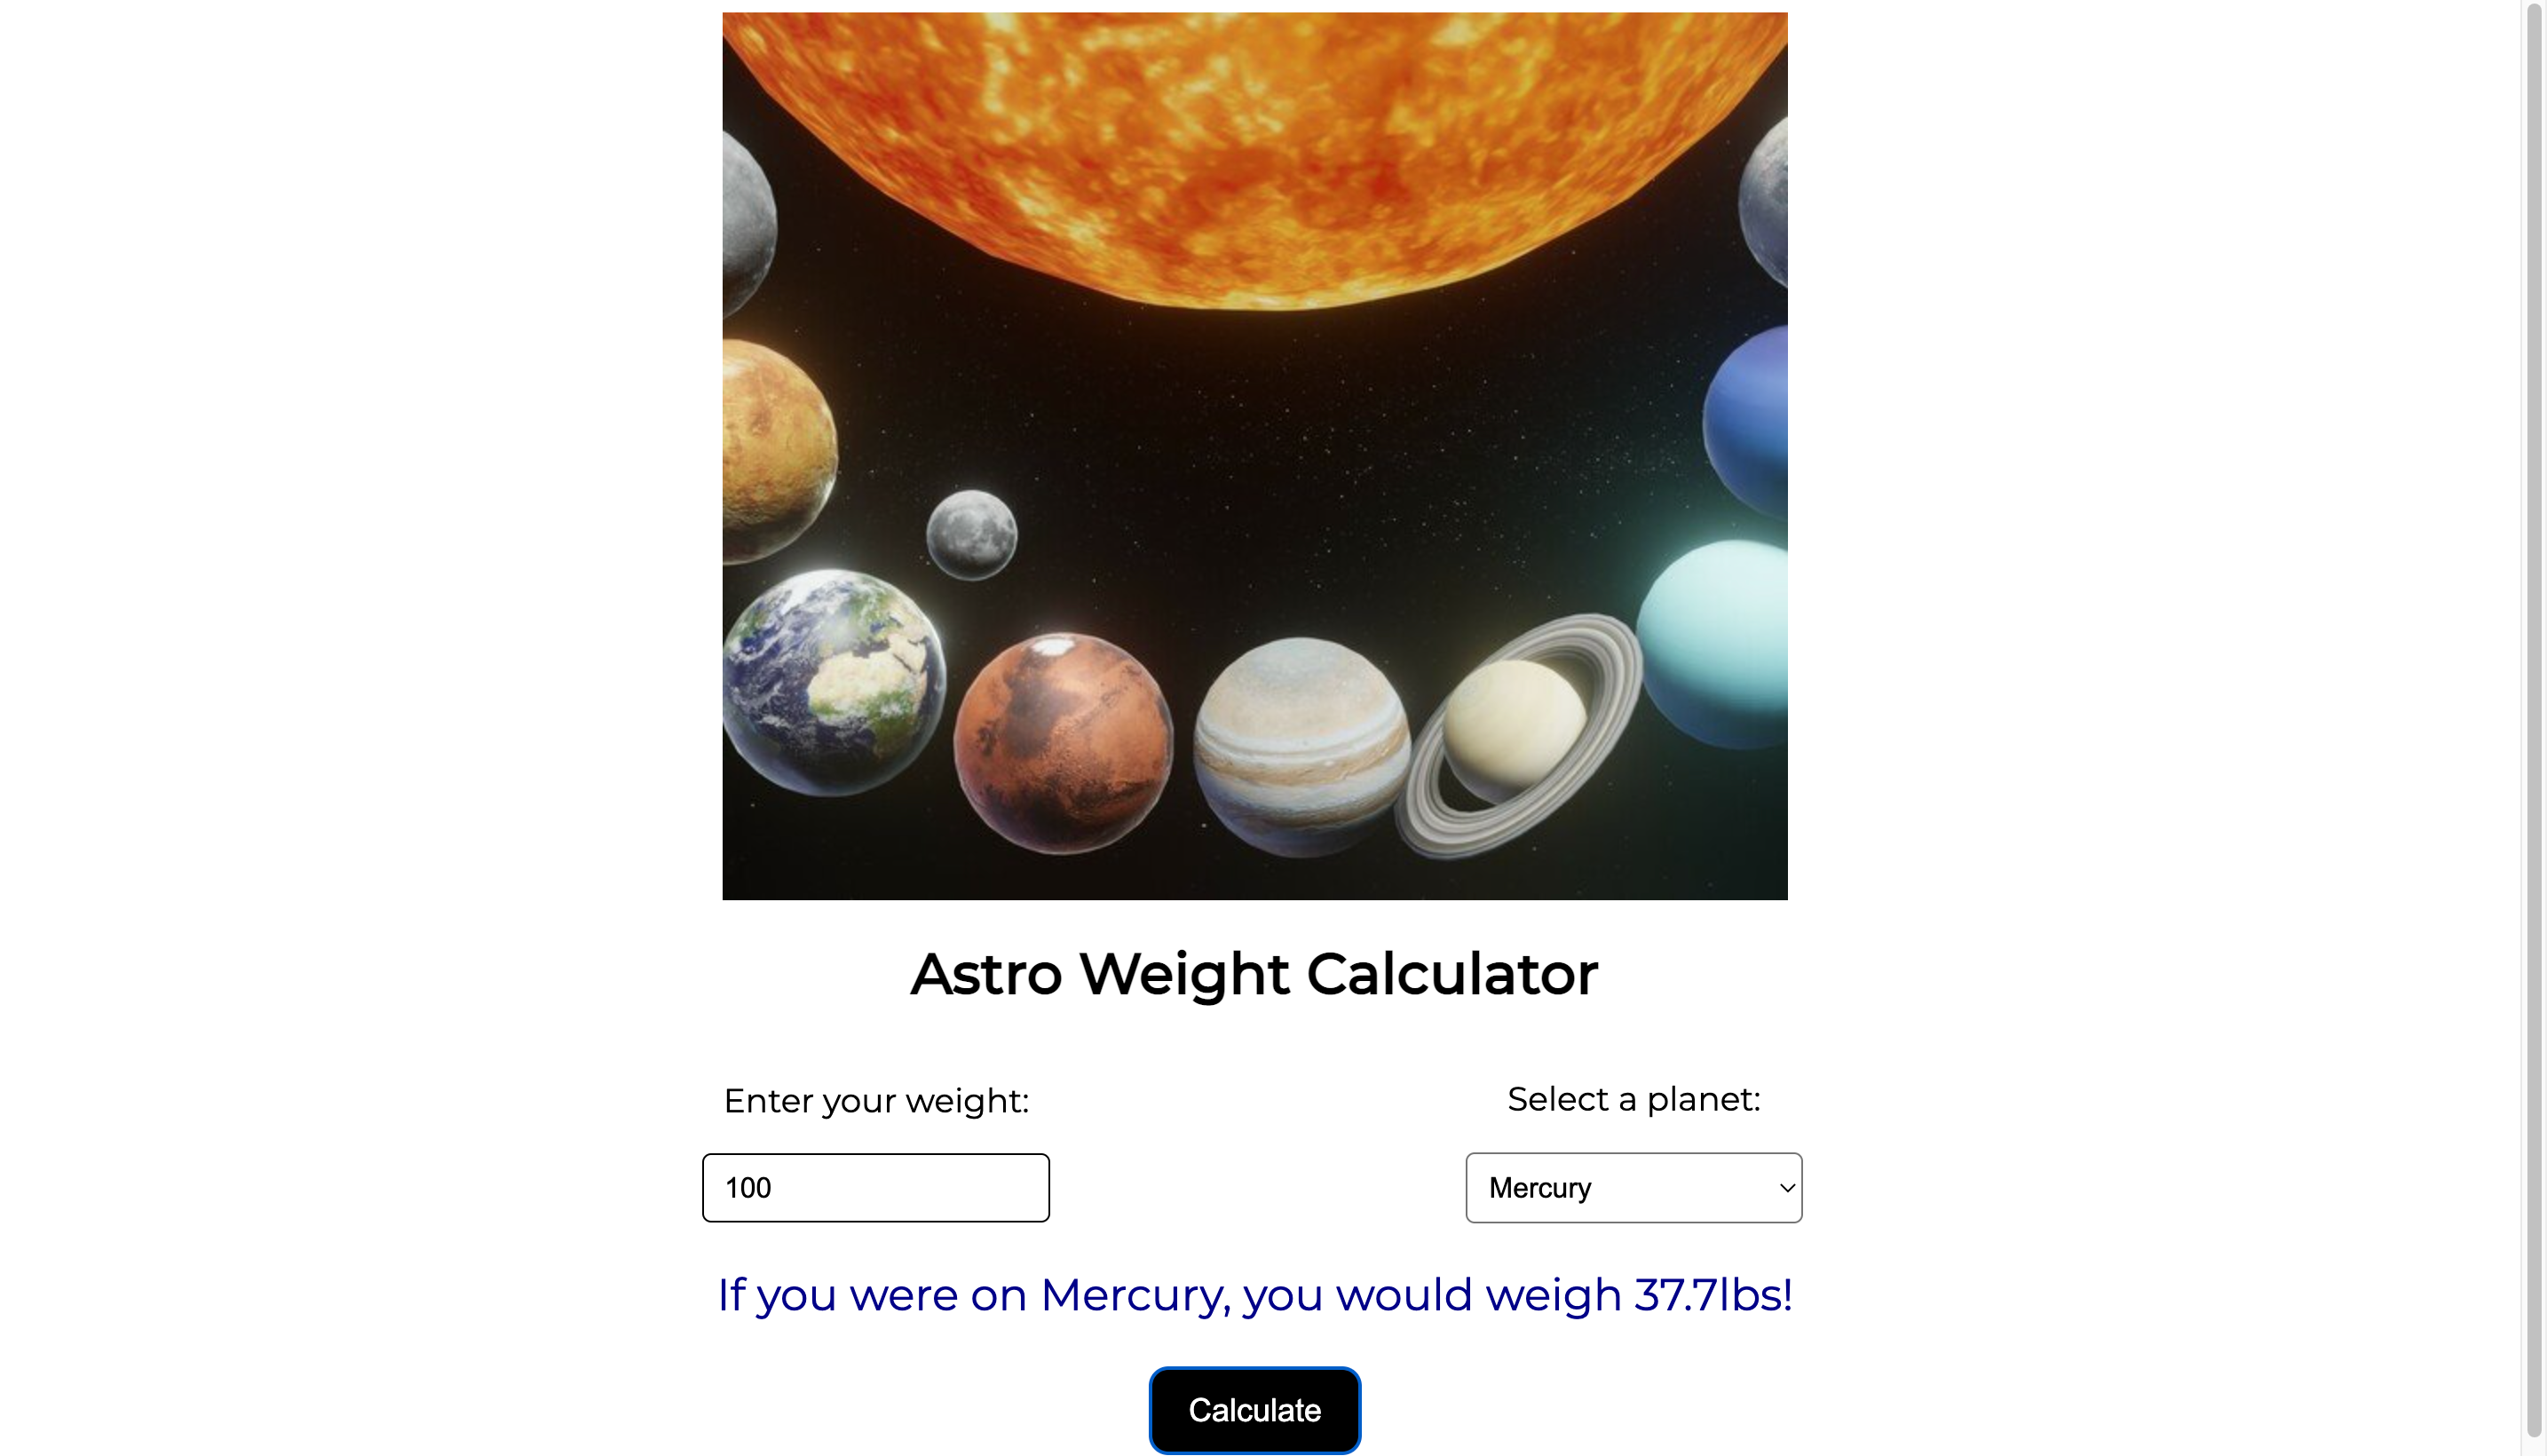 Astro Weight Calculator
Enter your weight:
Select a planet:
100
Mercury
If you were on Mercury, you would weigh 37.7lbs!
Calculate